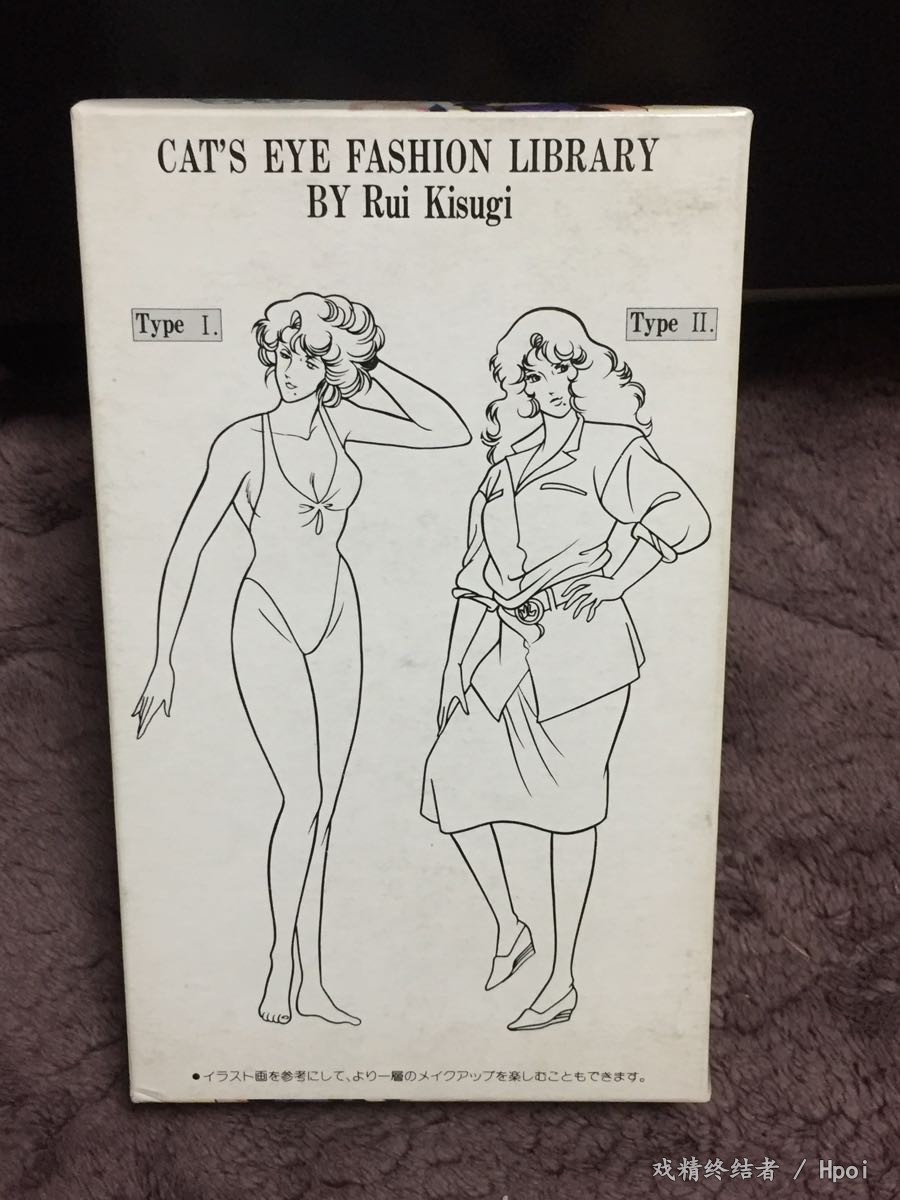 CAT'S EYE FASHION LIBRARY
BY Rui Kisugi
Type I.
Type II.
●イラスト画を参考にして、より一層のメイクアップを楽しむこともできます。
戏精终结者 / Hpoi